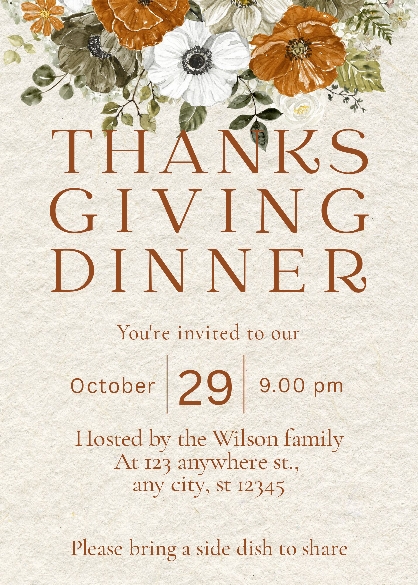 THANKS
GIVING
DINNER
You're invited to our
October 29 9.00 pm
Hosted by the Wilson family
At 123 anywhere st.,
any city, st 12345
Please bring a side dish to share